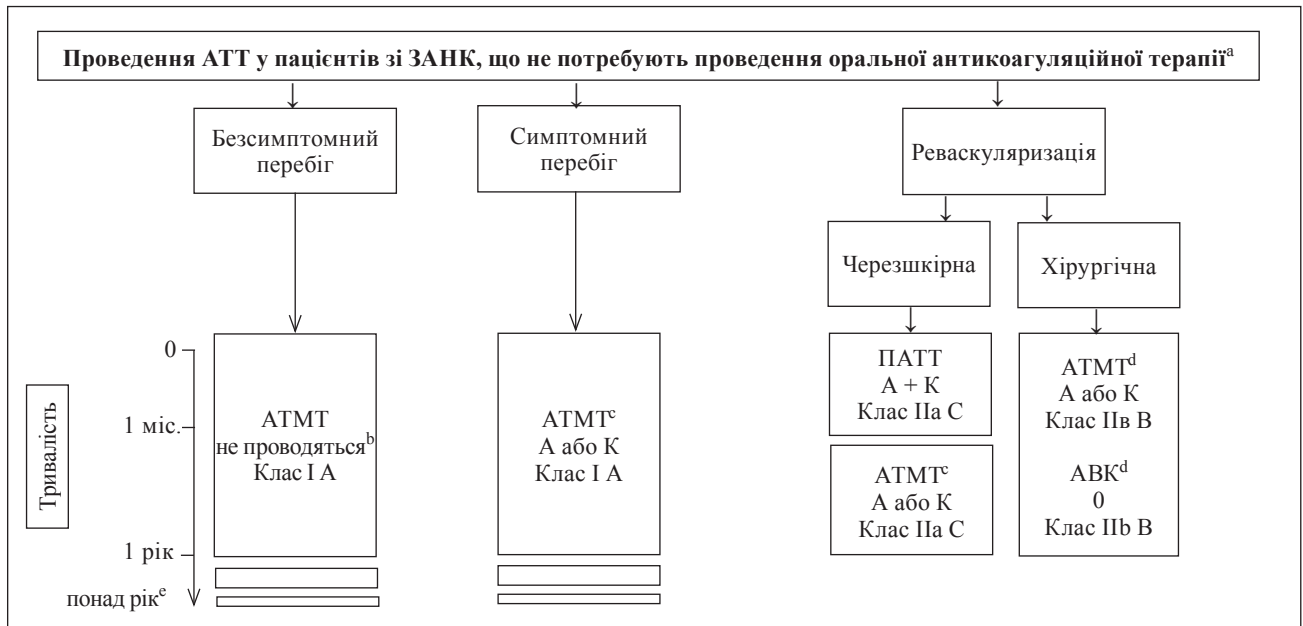 Проведення АТТ у пацієнтів зі ЗАНК, що не потребують проведення оральної антикоагуляційної терапіїᵃ
Безсимптомний
перебіг
Симптомний
перебіг
Реваскуляризація
Черезшкірна
Хірургічна
Тривалість
0
1 міс.
1 рік
понад рікᵉ
АТМТ
не проводятьсяᵇ
Клас I А
АТМТᶜ
А або К
Клас I А
ПАТТ
А + К
Клас IIa С
АТМТᶜ
А або К
Клас IIa С
АТМТᵈ
А або К
Клас IIв В
АВКᵈ
0
Клас IIb В